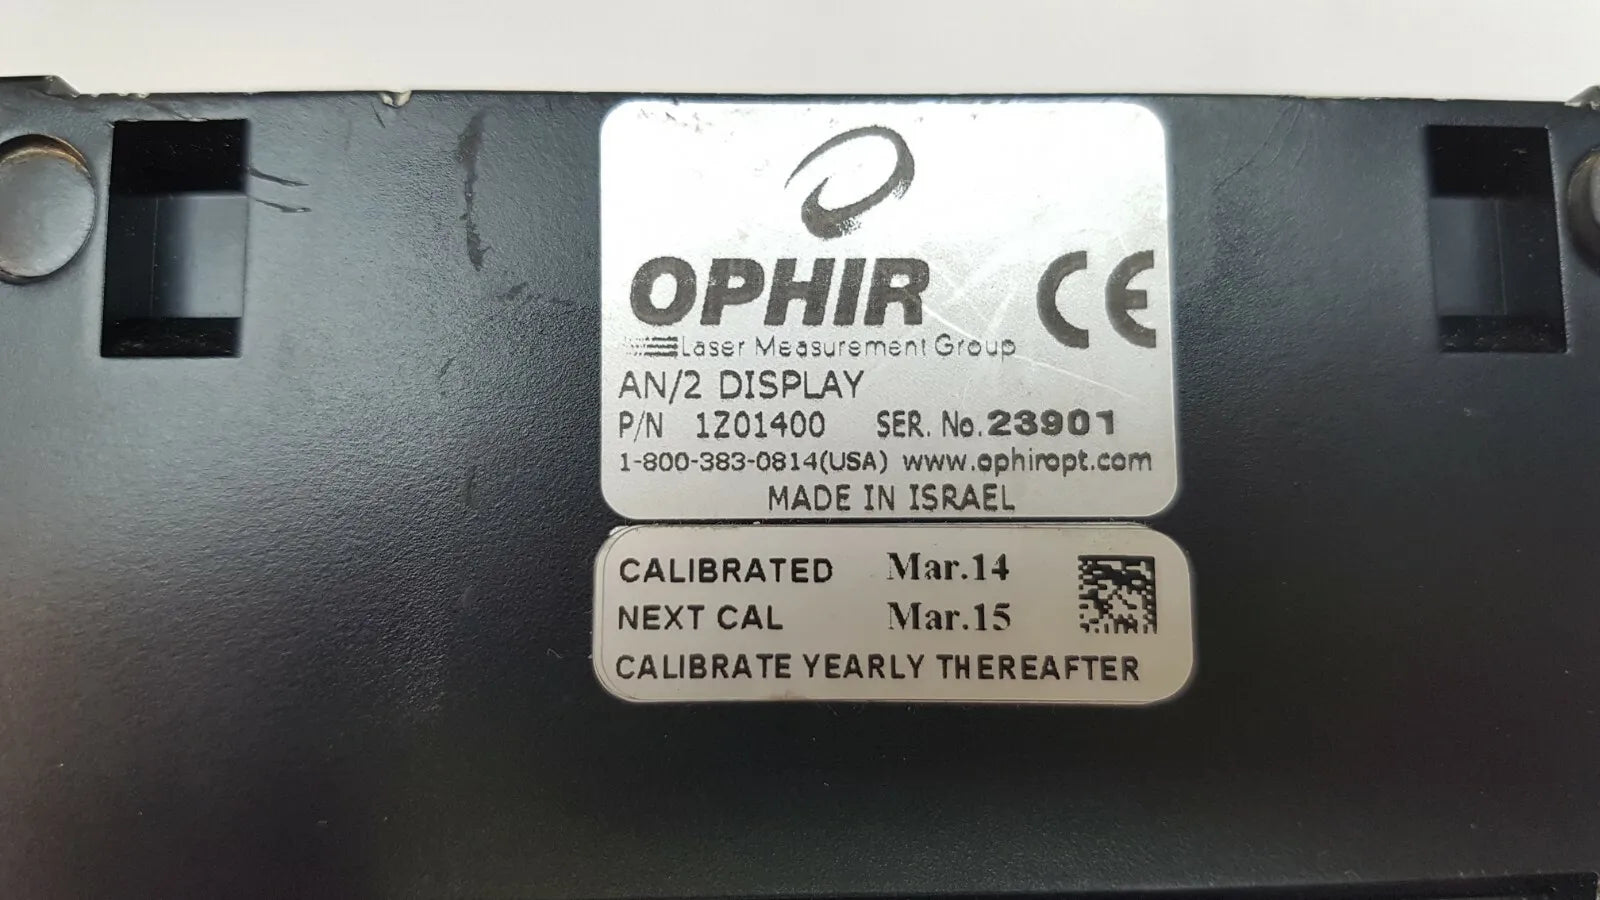 OPHIR CE
Laser Measurement Group
AN/2 DISPLAY
P/N 1Z01400 SER. No. 23901
1-800-383-0814(USA) www.ophiropt.com
MADE IN ISRAEL
CALIBRATED Mar.14
NEXT CAL Mar.15
CALIBRATE YEARLY THEREAFTER